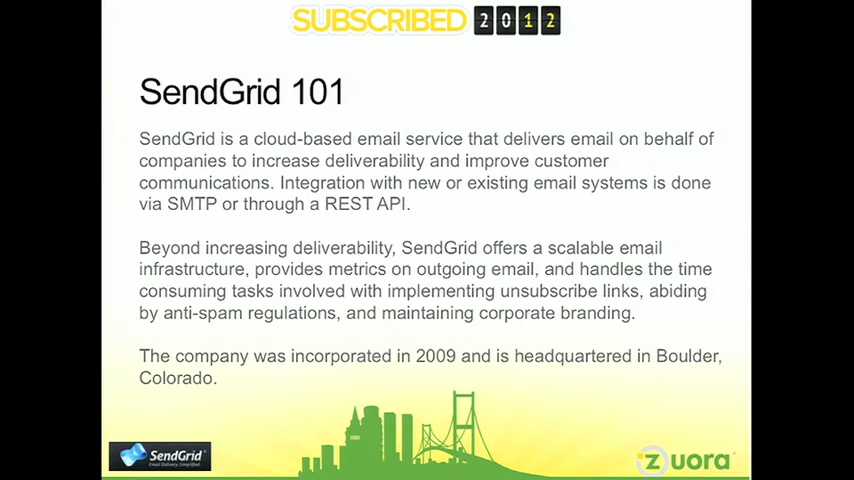 SUBSCRIBED 2012
SendGrid 101
SendGrid is a cloud-based email service that delivers email on behalf of
companies to increase deliverability and improve customer
communications. Integration with new or existing email systems is done
via SMTP or through a REST API.
Beyond increasing deliverability, SendGrid offers a scalable email
infrastructure, provides metrics on outgoing email, and handles the time
consuming tasks involved with implementing unsubscribe links, abiding
by anti-spam regulations, and maintaining corporate branding.
The company was incorporated in 2009 and is headquartered in Boulder,
Colorado.
SendGrid
Email Delivery. Simplified.
zuora